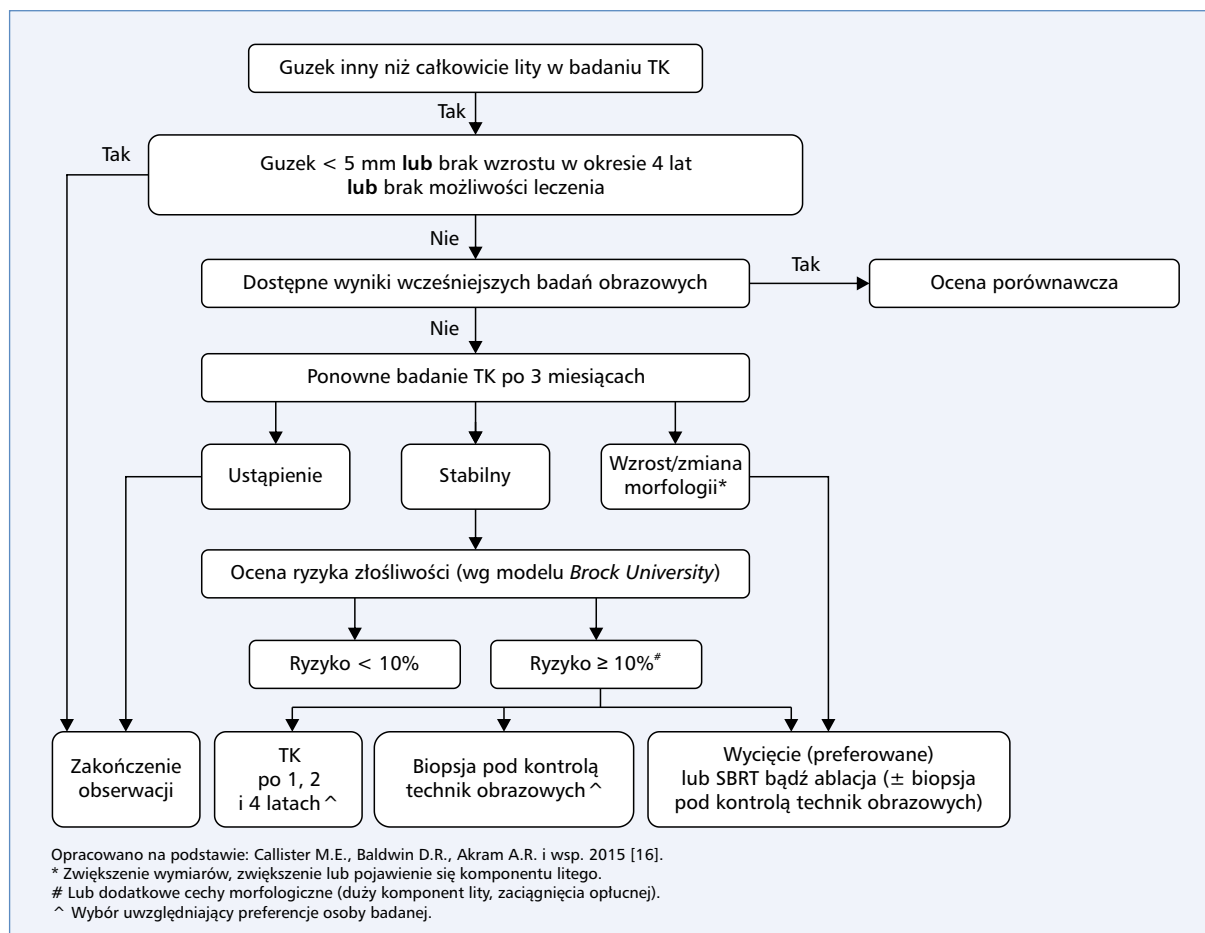 Guzek inny niż całkowicie lity w badaniu TK
Tak
Tak
Guzek < 5 mm lub brak wzrostu w okresie 4 lat
lub brak możliwości leczenia
Nie
Dostępne wyniki wcześniejszych badań obrazowych
Tak
Ocena porównawcza
Nie
Ponowne badanie TK po 3 miesiącach
Ustąpienie
Stabilny
Wzrost/zmiana
morfologii*
Ocena ryzyka złośliwości (wg modelu Brock University)
Ryzyko < 10%
Ryzyko ≥ 10%#
Zakończenie
obserwacji
TK
po 1, 2
i 4 latach ^
Biopsja pod kontrolą
technik obrazowych ^
Wycięcie (preferowane)
lub SBRT bądź ablacja (± biopsja
pod kontrolą technik obrazowych)
Opracowano na podstawie: Callister M.E., Baldwin D.R., Akram A.R. i wsp. 2015 [16].
* Zwiększenie wymiarów, zwiększenie lub pojawienie się komponentu litego.
# Lub dodatkowe cechy morfologiczne (duży komponent lity, zaciągnięcia opłucnej).
^ Wybór uwzględniający preferencje osoby badanej.